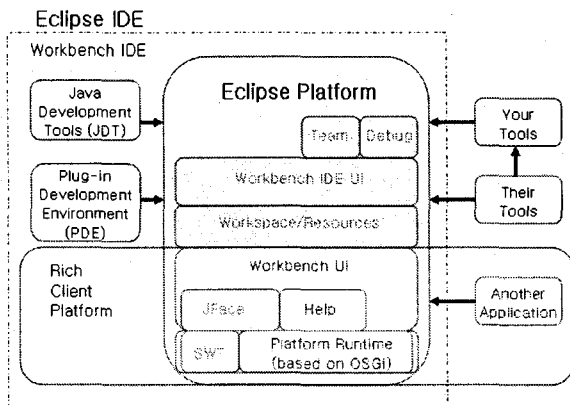 Eclipse IDE
Workbench IDE
Java
Development
Tools (JDT)
Plug-in
Development
Environment
(PDE)
Eclipse Platform
Team
Debug
Workbench IDE UI
Workspace/Resources
Workbench UI
JFace
Help
SWT
Platform Runtime
(based on OSGi)
Rich
Client
Platform
Your
Tools
Their
Tools
Another
Application